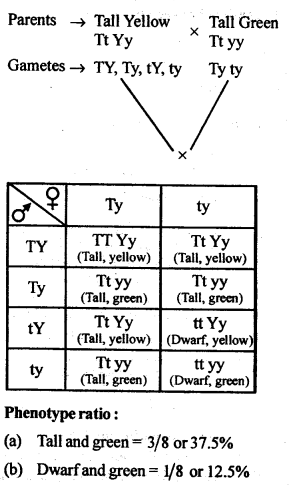 Parents → Tall Yellow × Tall Green
Tt Yy Tt yy
Gametes → TY, Ty, tY, ty Ty ty
×
♂ ♀ Ty ty
TY TT Yy Tt Yy
(Tall, yellow) (Tall, yellow)
Ty Tt yy Tt yy
(Tall, green) (Tall, green)
tY Tt Yy tt Yy
(Tall, yellow) (Dwarf, yellow)
ty Tt yy tt yy
(Tall, green) (Dwarf, green)
Phenotype ratio :
(a) Tall and green = 3/8 or 37.5%
(b) Dwarf and green = 1/8 or 12.5%